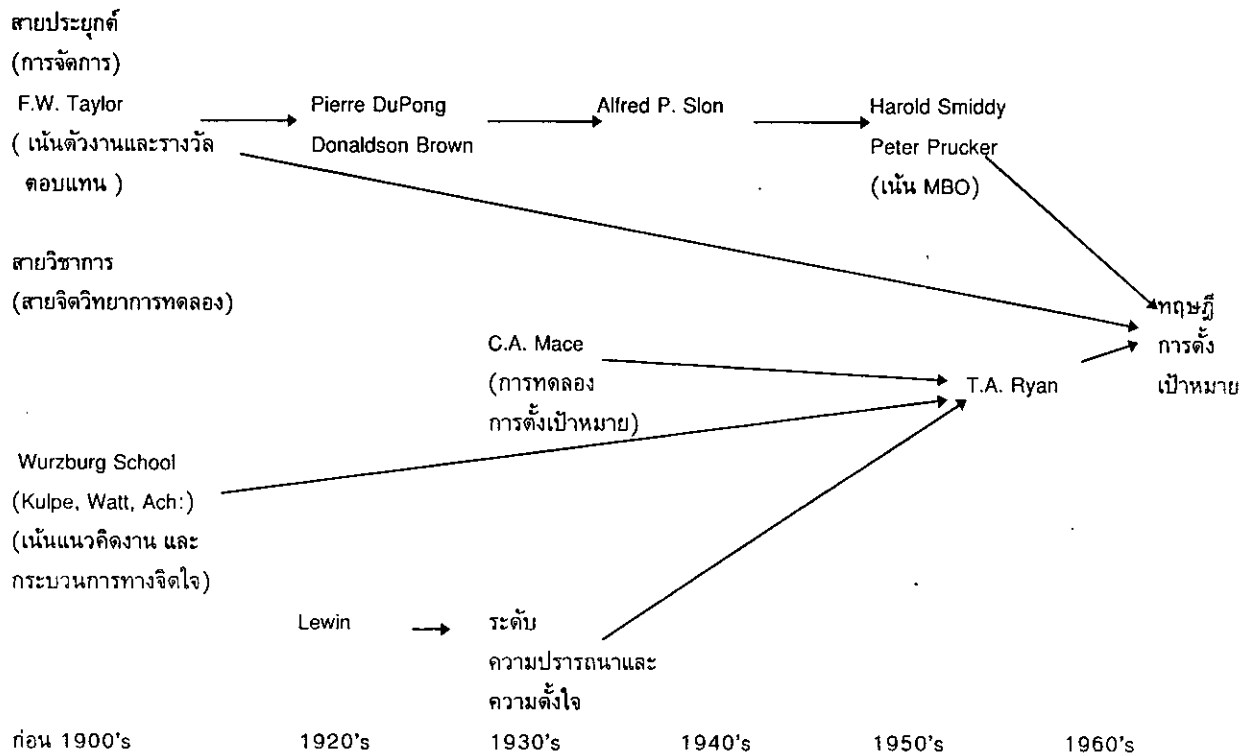 สายประยุกต์
(การจัดการ)
F.W. Taylor
( เน้นตัวงานและรางวัล
ตอบแทน )
Pierre DuPong
Donaldson Brown
Alfred P. Slon
Harold Smiddy
Peter Prucker
(เน้น MBO)
สายวิชาการ
(สายจิตวิทยาการทดลอง)
ทฤษฎี
การตั้ง
เป้าหมาย
C.A. Mace
(การทดลอง
การตั้งเป้าหมาย)
T.A. Ryan
Wurzburg School
(Kulpe, Watt, Ach:)
(เน้นแนวคิดงาน และ
กระบวนการทางจิตใจ)
Lewin
ระดับ
ความปรารถนาและ
ความตั้งใจ
ก่อน 1900's 1920's 1930's 1940's 1950's 1960's